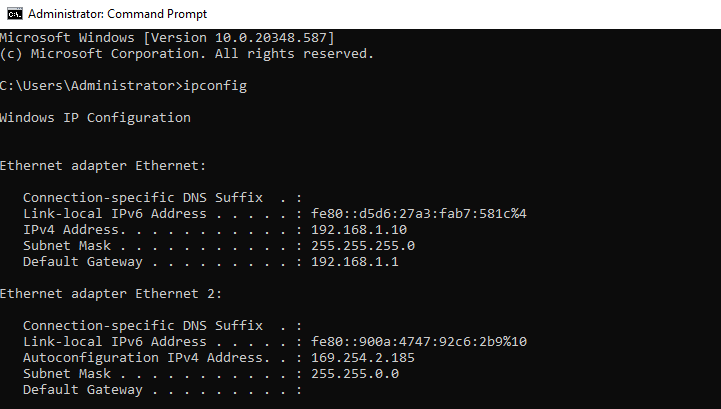 Administrator: Command Prompt
Microsoft Windows [Version 10.0.20348.587]
(c) Microsoft Corporation. All rights reserved.
C:\Users\Administrator>ipconfig
Windows IP Configuration
Ethernet adapter Ethernet:
Connection-specific DNS Suffix  . :
Link-local IPv6 Address . . . . . : fe80::d5d6:27a3:fab7:581c%4
IPv4 Address. . . . . . . . . . . : 192.168.1.10
Subnet Mask . . . . . . . . . . . : 255.255.255.0
Default Gateway . . . . . . . . . : 192.168.1.1
Ethernet adapter Ethernet 2:
Connection-specific DNS Suffix  . :
Link-local IPv6 Address . . . . . : fe80::900a:4747:92c6:2b9%10
Autoconfiguration IPv4 Address. . : 169.254.2.185
Subnet Mask . . . . . . . . . . . : 255.255.0.0
Default Gateway . . . . . . . . . :